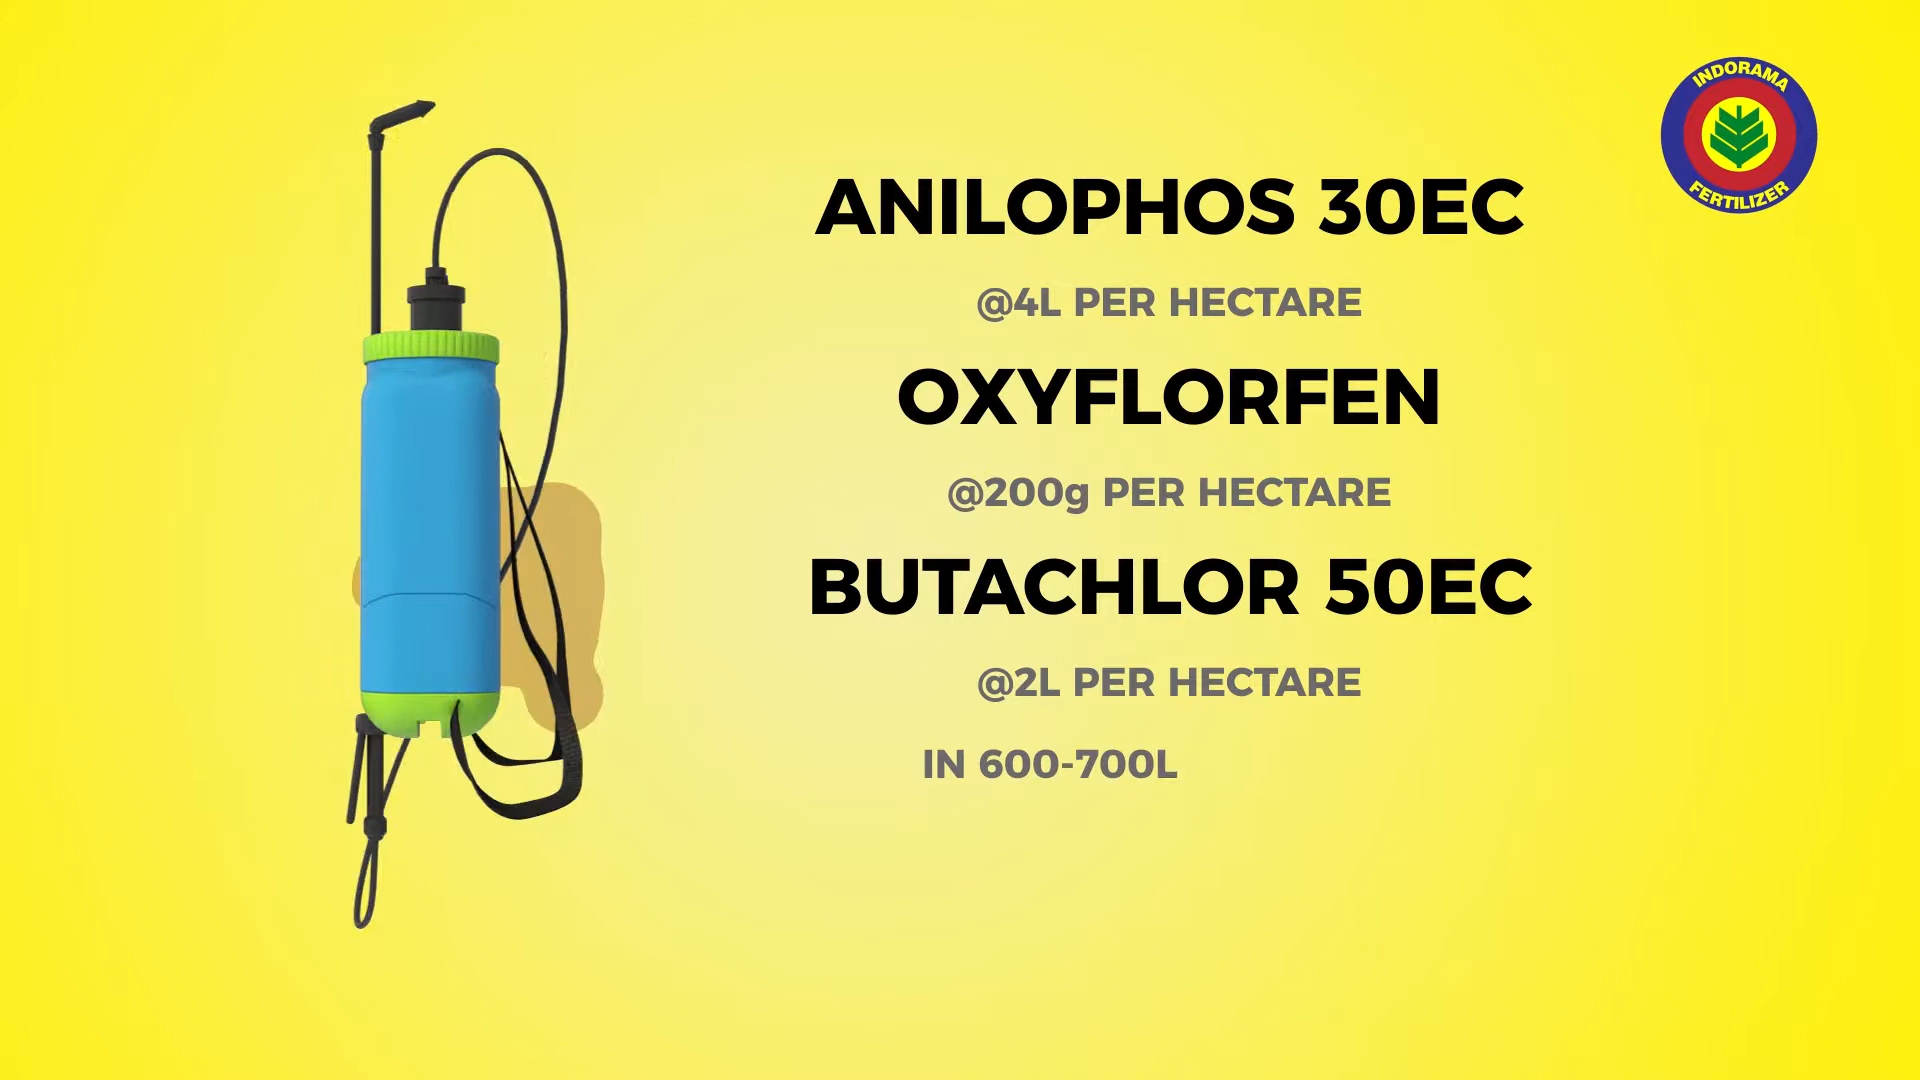 INDORAMA
FERTILIZER
ANILOPHOS 30EC
@4L PER HECTARE
OXYFLORFEN
@200g PER HECTARE
BUTACHLOR 50EC
@2L PER HECTARE
IN 600-700L